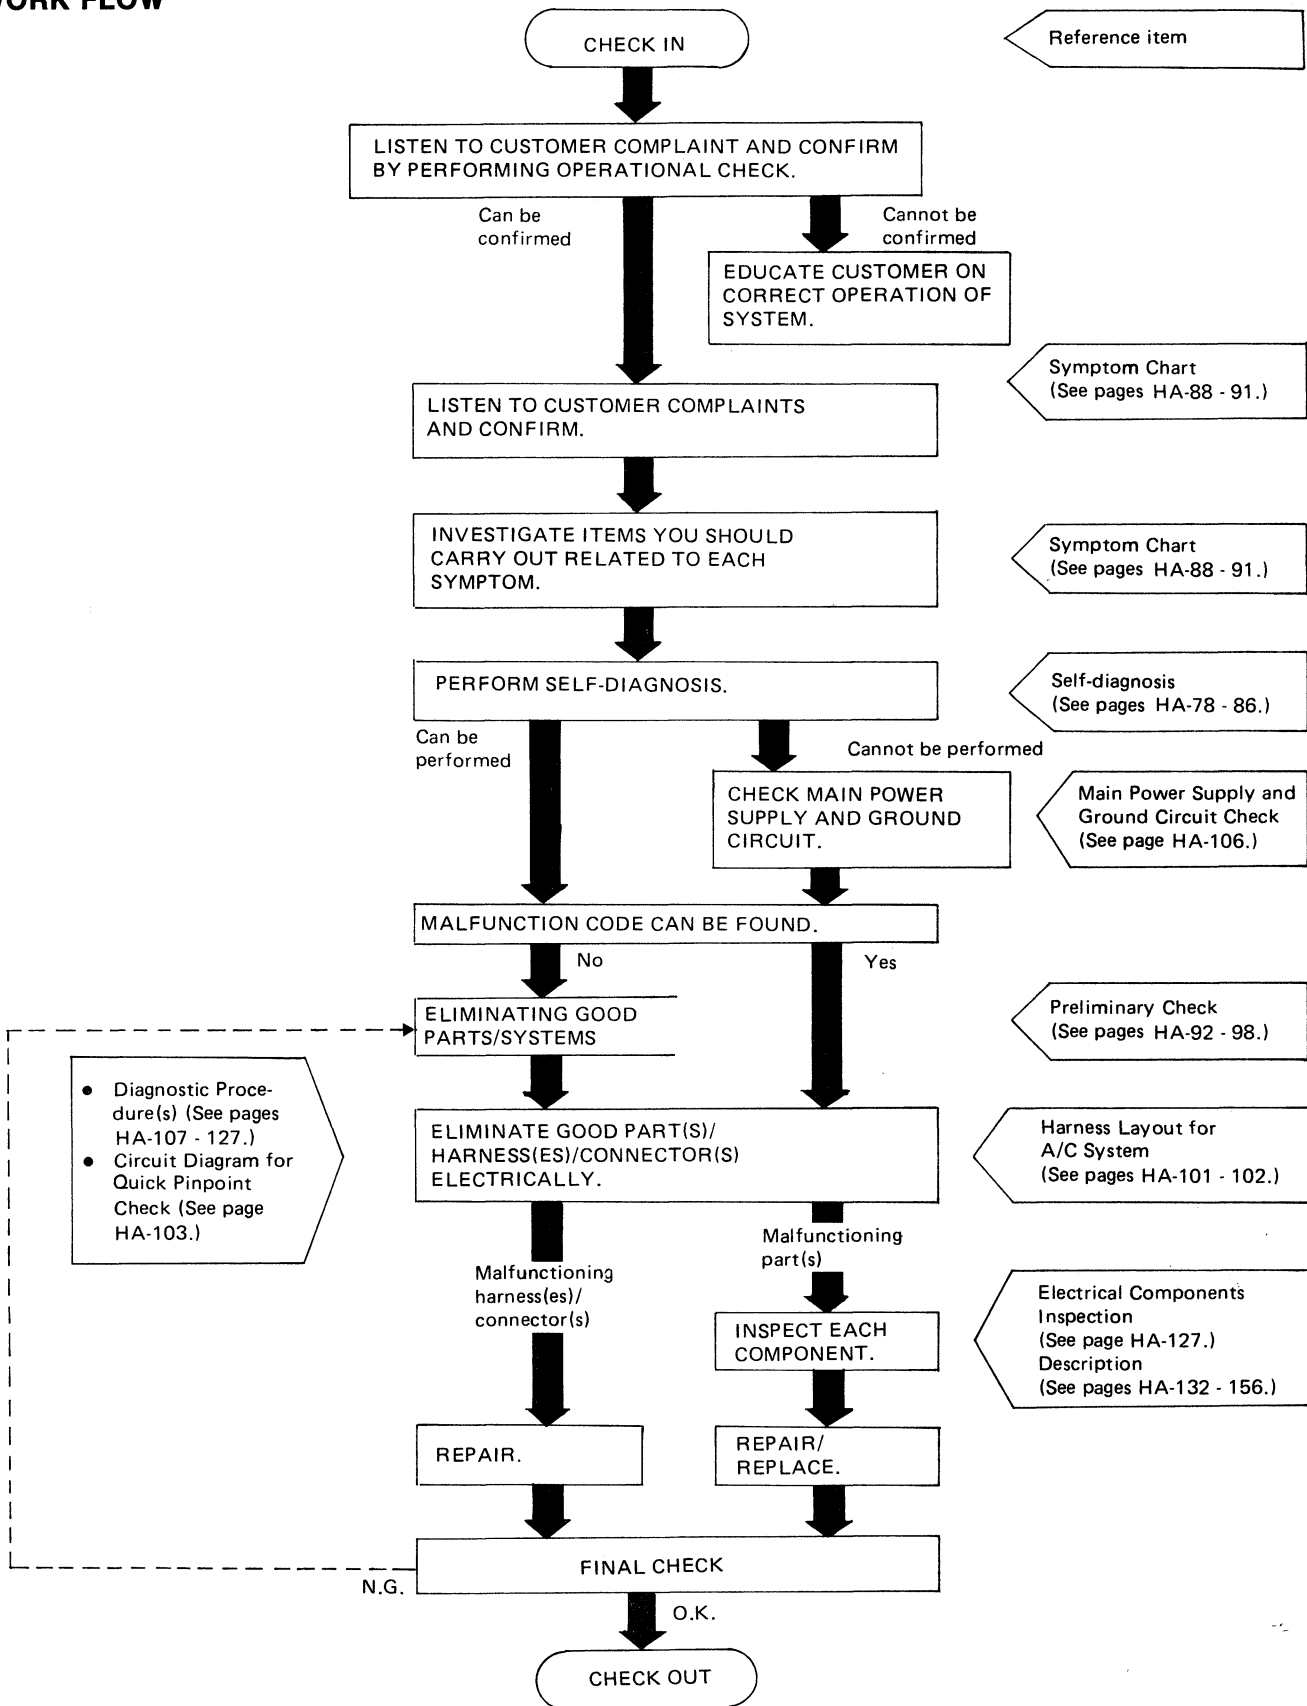 WORK FLOW
CHECK IN
Reference item
LISTEN TO CUSTOMER COMPLAINT AND CONFIRM
BY PERFORMING OPERATIONAL CHECK.
Can be
confirmed
Cannot be
confirmed
EDUCATE CUSTOMER ON
CORRECT OPERATION OF
SYSTEM.
Symptom Chart
(See pages HA-88 - 91.)
LISTEN TO CUSTOMER COMPLAINTS
AND CONFIRM.
INVESTIGATE ITEMS YOU SHOULD
CARRY OUT RELATED TO EACH
SYMPTOM.
Symptom Chart
(See pages HA-88 - 91.)
PERFORM SELF-DIAGNOSIS.
Self-diagnosis
(See pages HA-78 - 86.)
Can be
performed
Cannot be performed
CHECK MAIN POWER
SUPPLY AND GROUND
CIRCUIT.
Main Power Supply and
Ground Circuit Check
(See page HA-106.)
MALFUNCTION CODE CAN BE FOUND.
No
Yes
ELIMINATING GOOD
PARTS/SYSTEMS
Preliminary Check
(See pages HA-92 - 98.)
● Diagnostic Proce-
dure(s) (See pages
HA-107 - 127.)
● Circuit Diagram for
Quick Pinpoint
Check (See page
HA-103.)
ELIMINATE GOOD PART(S)/
HARNESS(ES)/CONNECTOR(S)
ELECTRICALLY.
Harness Layout for
A/C System
(See pages HA-101 - 102.)
Malfunctioning
harness(es)/
connector(s)
Malfunctioning
part(s)
INSPECT EACH
COMPONENT.
Electrical Components
Inspection
(See page HA-127.)
Description
(See pages HA-132 - 156.)
REPAIR.
REPAIR/
REPLACE.
FINAL CHECK
N.G.
O.K.
CHECK OUT